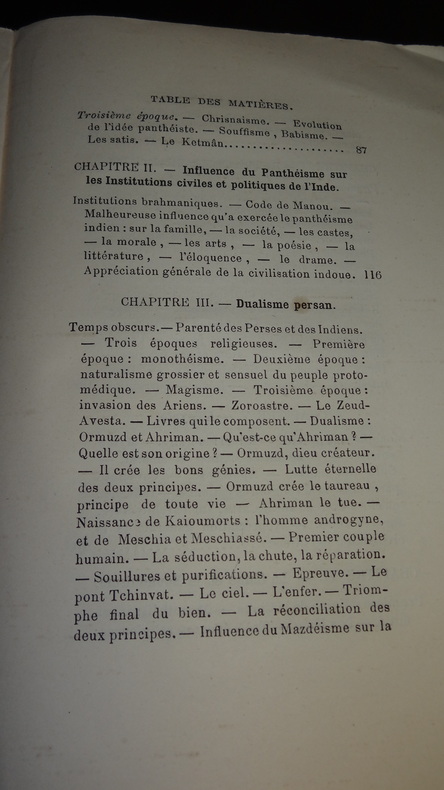 TABLE DES MATIÈRES.
Troisième époque. — Chrisnaïsme. — Evolution
de l'idée panthéiste. — Souffisme, Babisme. —
Les satis. — Le Ketmân.................... 87
CHAPITRE II. — Influence du Panthéisme sur
les Institutions civiles et politiques de l'Inde.
Institutions brahmaniques. — Code de Manou. —
Malheureuse influence qu'a exercée le panthéisme
indien : sur la famille, — la société, — les castes,
— la morale, — les arts, — la poésie, — la
littérature, — l'éloquence, — le drame. —
Appréciation générale de la civilisation indoue. 116
CHAPITRE III. — Dualisme persan.
Temps obscurs. — Parenté des Perses et des Indiens.
— Trois époques religieuses. — Première
époque : monothéisme. — Deuxième époque :
naturalisme grossier et sensuel du peuple proto-
médique. — Magisme. — Troisième époque :
invasion des Ariens. — Zoroastre. — Le Zeud-
Avesta. — Livres qui le composent. — Dualisme :
Ormuzd et Ahriman. — Qu'est-ce qu'Ahriman ? —
Quelle est son origine ? — Ormuzd, dieu créateur.
— Il crée les bons génies. — Lutte éternelle
des deux principes. — Ormuzd crée le taureau,
principe de toute vie — Ahriman le tue. —
Naissance de Kaioumorts : l'homme androgyne,
et de Meschia et Meschiassé. — Premier couple
humain. — La séduction, la chute, la réparation.
— Souillures et purifications. — Epreuve. — Le
pont Tchinvat. — Le ciel. — L'enfer. — Triom-
phe final du bien. — La réconciliation des
deux principes. — Influence du Mazdéisme sur la